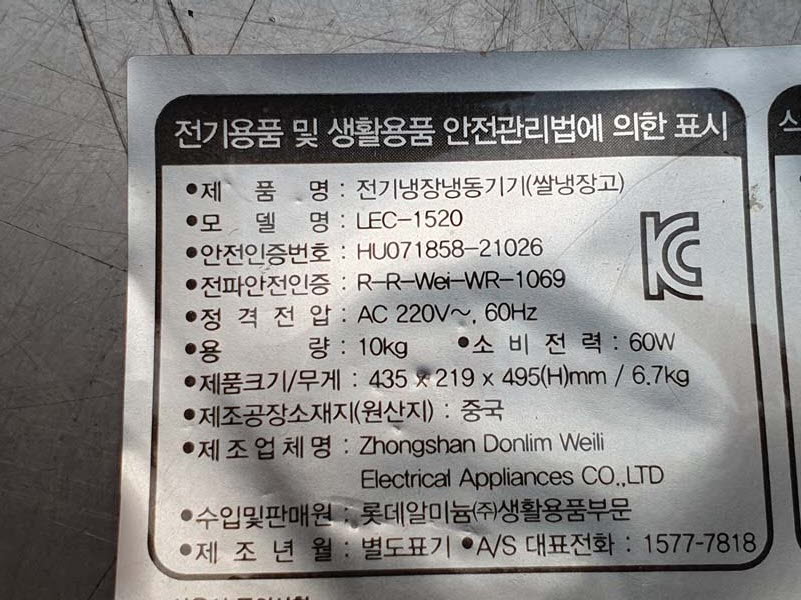 전기용품 및 생활용품 안전관리법에 의한 표시
●제 품 명 : 전기냉장냉동기기(쌀냉장고)
●모 델 명 : LEC-1520
●안전인증번호 : HU071858-21026
●전파안전인증 : R-R-Wei-WR-1069
●정 격 전 압 : AC 220V~, 60Hz
●용 량 : 10kg ●소 비 전 력 : 60W
●제품크기/무게 : 435 x 219 x 495(H)mm / 6.7kg
●제조공장소재지(원산지) : 중국
●제조업체명 : Zhongshan Donlim Weili
Electrical Appliances CO.,LTD
●수입및판매원 : 롯데알미늄(주)생활용품부문
●제 조 년 월 : 별도표기 ●A/S 대표전화 : 1577-7818
KC